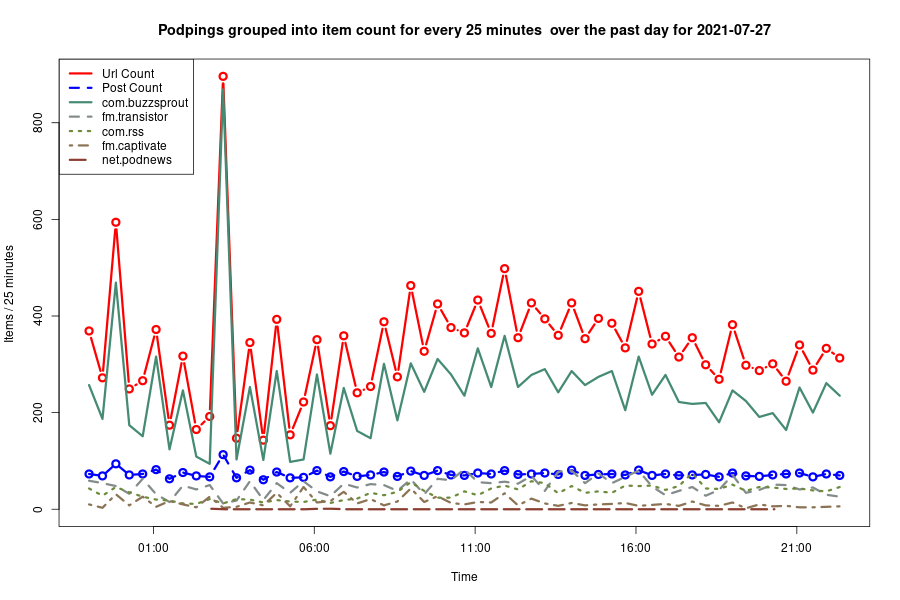 Podpings grouped into item count for every 25 minutes  over the past day for 2021-07-27
Url Count
Post Count
com.buzzsprout
fm.transistor
com.rss
fm.captivate
net.podnews
Items / 25 minutes
800
600
400
200
0
01:00
06:00
11:00
16:00
21:00
Time